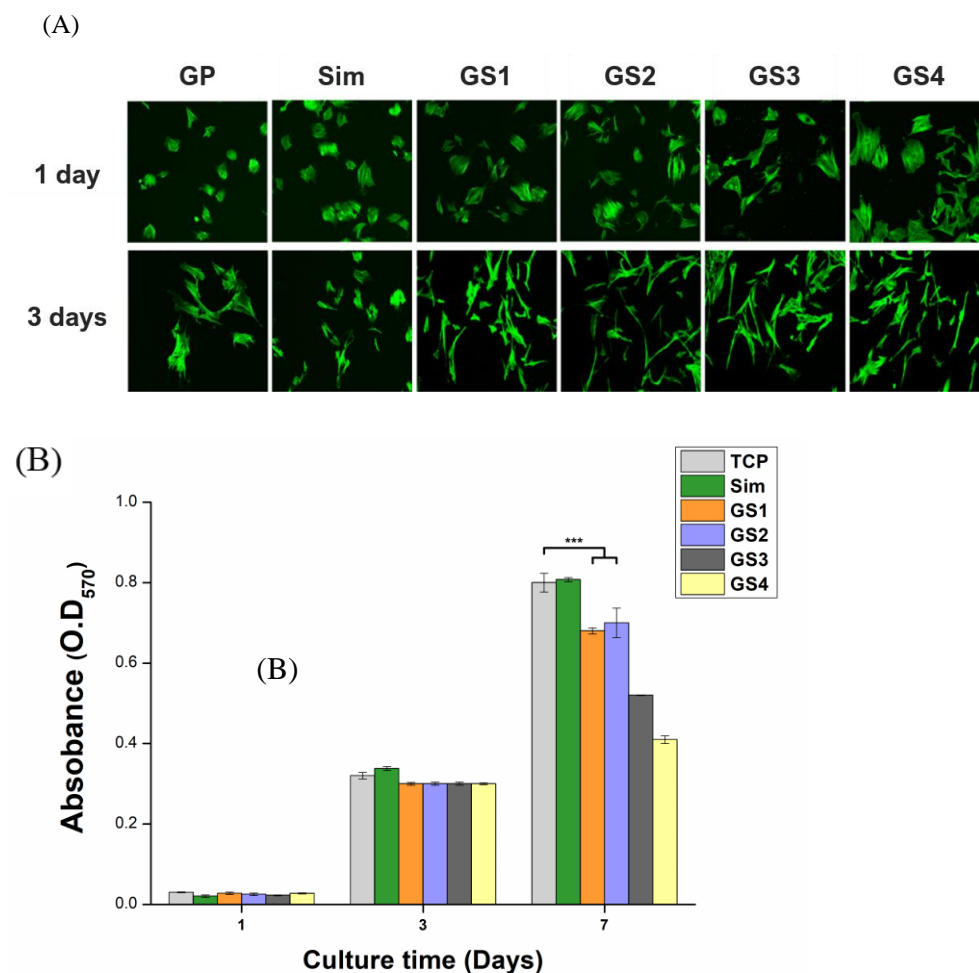 (A)
GP Sim GS1 GS2 GS3 GS4
1 day
3 days
(B)
TCP
Sim
GS1
GS2
GS3
GS4
1.0
***
0.8
0.6
(B)
0.4
0.2
0.0
Absobance (O.D570)
1 3 7
Culture time (Days)